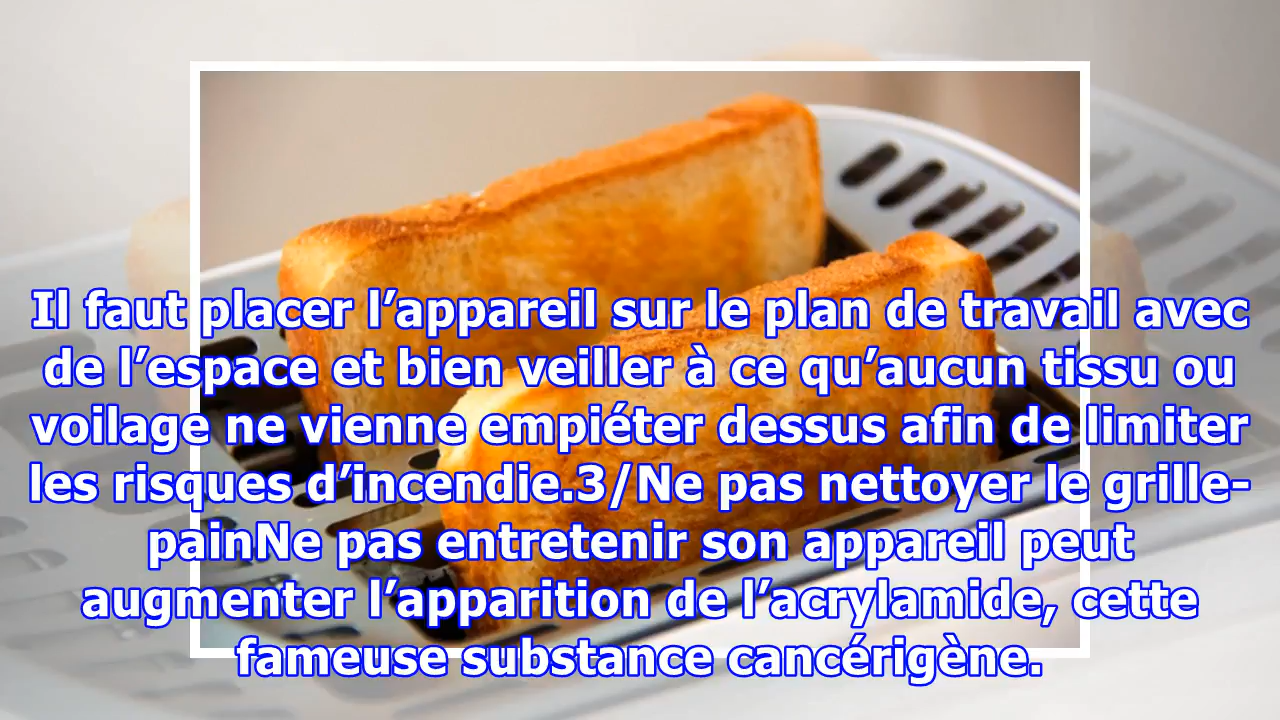 Il faut placer l’appareil sur le plan de travail avec
de l’espace et bien veiller à ce qu’aucun tissu ou
voilage ne vienne empiéter dessus afin de limiter
les risques d’incendie.3/Ne pas nettoyer le grille-
painNe pas entretenir son appareil peut
augmenter l’apparition de l’acrylamide, cette
fameuse substance cancérigène.